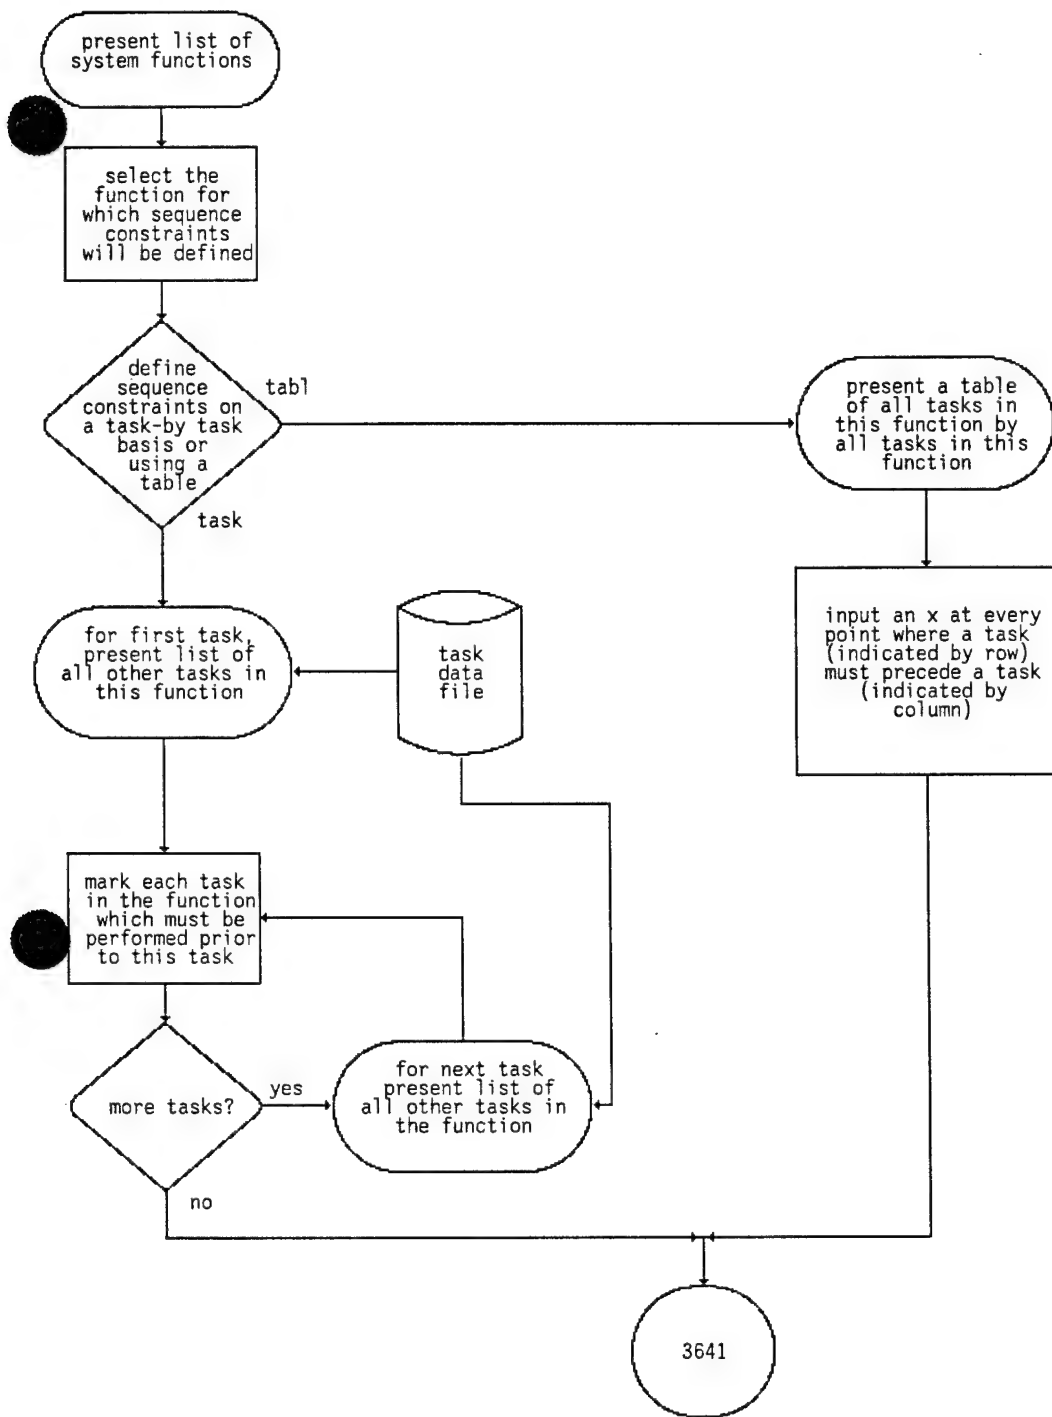 present list of
system functions
select the
function for
which sequence
constraints
will be defined
define
sequence
constraints on
a task-by task
basis or
using a
table
tabl
task
present a table
of all tasks in
this function by
all tasks in this
function
input an x at every
point where a task
(indicated by row)
must precede a task
(indicated by
column)
for first task,
present list of
all other tasks in
this function
task
data
file
mark each task
in the function
which must be
performed prior
to this task
more tasks?
yes
no
for next task
present list of
all other tasks in
the function
3641